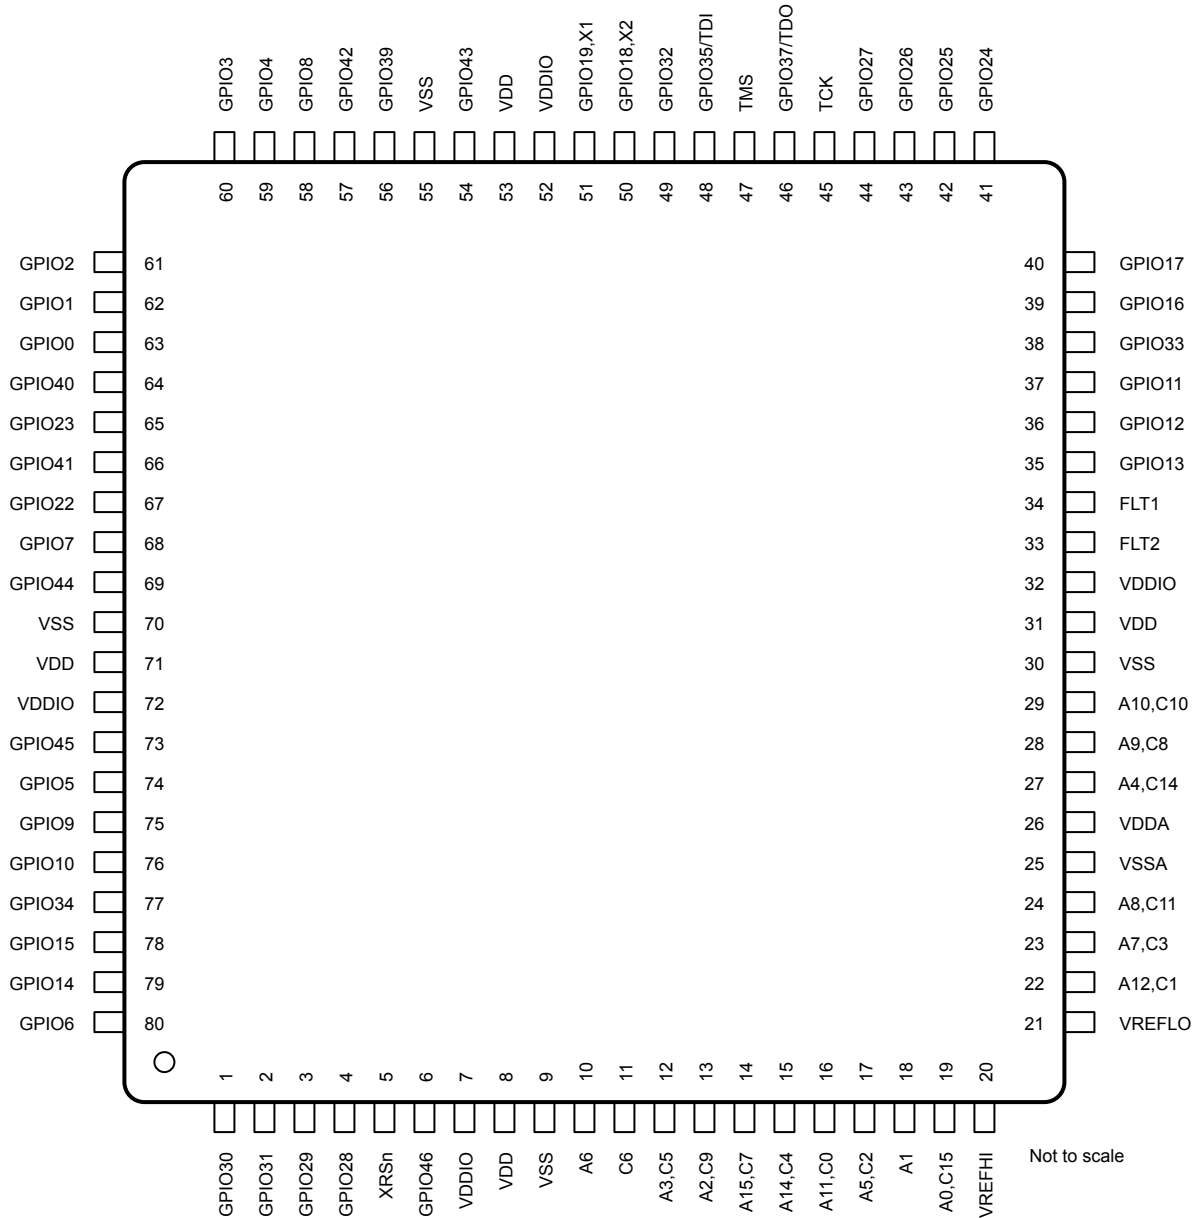 GPIO3
GPIO4
GPIO8
GPIO42
GPIO39
VSS
GPIO43
VDD
VDDIO
GPIO19,X1
GPIO18,X2
GPIO32
GPIO35/TDI
TMS
GPIO37/TDO
TCK
GPIO27
GPIO26
GPIO25
GPIO24
60
59
58
57
56
55
54
53
52
51
50
49
48
47
46
45
44
43
42
41
GPIO2 61 40 GPIO17
GPIO1 62 39 GPIO16
GPIO0 63 38 GPIO33
GPIO40 64 37 GPIO11
GPIO23 65 36 GPIO12
GPIO41 66 35 GPIO13
GPIO22 67 34 FLT1
GPIO7 68 33 FLT2
GPIO44 69 32 VDDIO
VSS 70 31 VDD
VDD 71 30 VSS
VDDIO 72 29 A10,C10
GPIO45 73 28 A9,C8
GPIO5 74 27 A4,C14
GPIO9 75 26 VDDA
GPIO10 76 25 VSSA
GPIO34 77 24 A8,C11
GPIO15 78 23 A7,C3
GPIO14 79 22 A12,C1
GPIO6 80 21 VREFLO
1
2
3
4
5
6
7
8
9
10
11
12
13
14
15
16
17
18
19
20
GPIO30
GPIO31
GPIO29
GPIO28
XRSn
GPIO46
VDDIO
VDD
VSS
A6
C6
A3,C5
A2,C9
A15,C7
A14,C4
A11,C0
A5,C2
A1
A0,C15
VREFHI
Not to scale